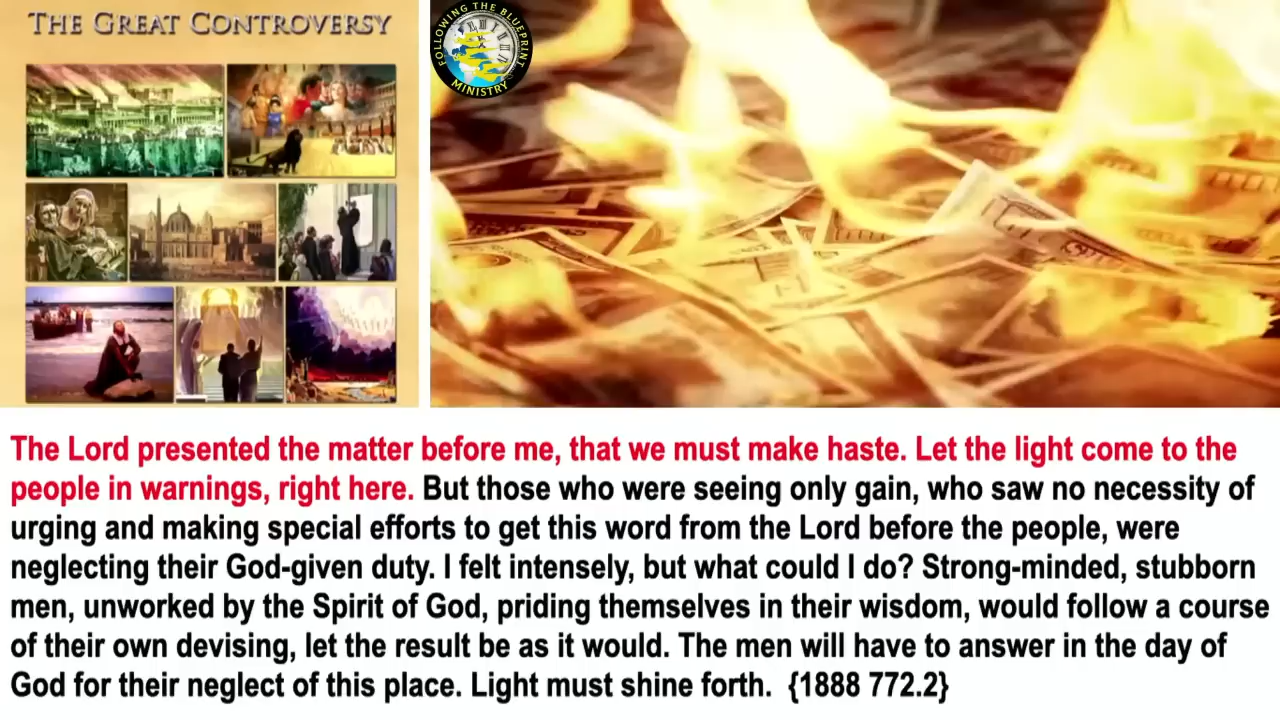 THE GREAT CONTROVERSY
FOLLOWING THE BLUEPRINT
MINISTRY
The Lord presented the matter before me, that we must make haste. Let the light come to the
people in warnings, right here. But those who were seeing only gain, who saw no necessity of
urging and making special efforts to get this word from the Lord before the people, were
neglecting their God-given duty. I felt intensely, but what could I do? Strong-minded, stubborn
men, unworked by the Spirit of God, priding themselves in their wisdom, would follow a course
of their own devising, let the result be as it would. The men will have to answer in the day of
God for their neglect of this place. Light must shine forth.  {1888 772.2}